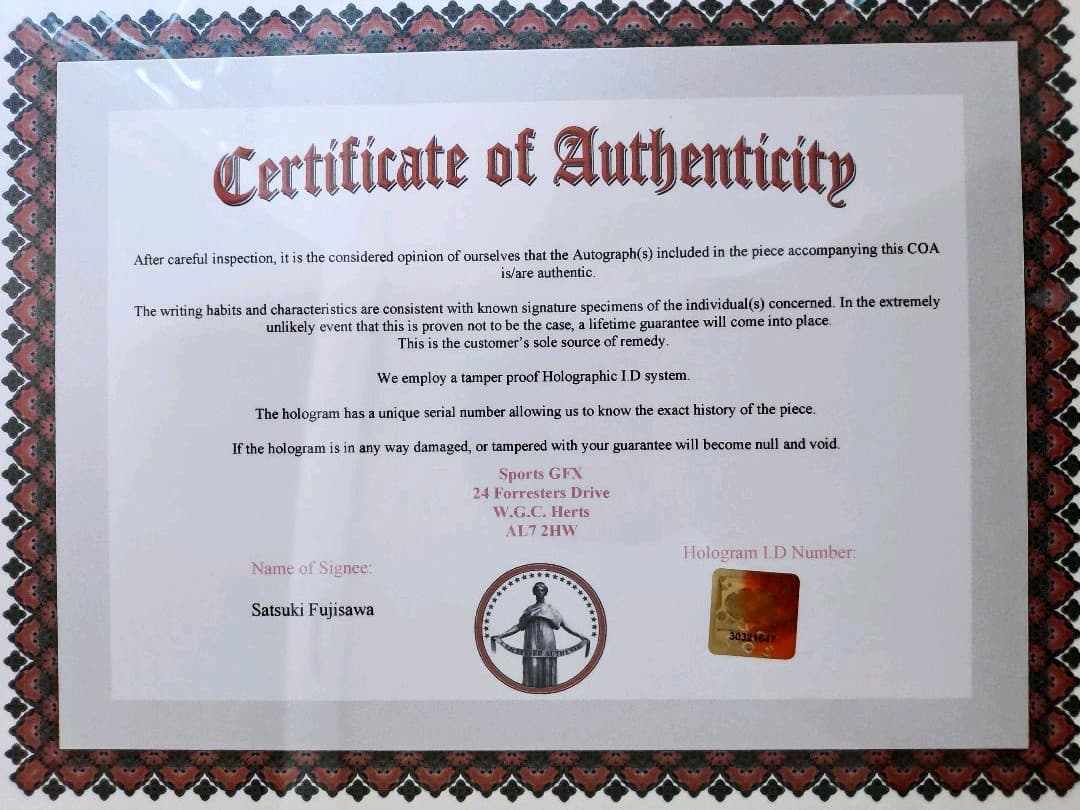 Certificate of Authenticity
After careful inspection, it is the considered opinion of ourselves that the Autograph(s) included in the piece accompanying this COA
is/are authentic.
The writing habits and characteristics are consistent with known signature specimens of the individual(s) concerned. In the extremely
unlikely event that this is proven not to be the case, a lifetime guarantee will come into place.
This is the customer's sole source of remedy.
We employ a tamper proof Holographic I.D system.
The hologram has a unique serial number allowing us to know the exact history of the piece.
If the hologram is in any way damaged, or tampered with your guarantee will become null and void.
Sports GFX
24 Forresters Drive
W.G.C. Herts
AL7 2HW
Hologram I.D Number:
Name of Signee:
Satsuki Fujisawa